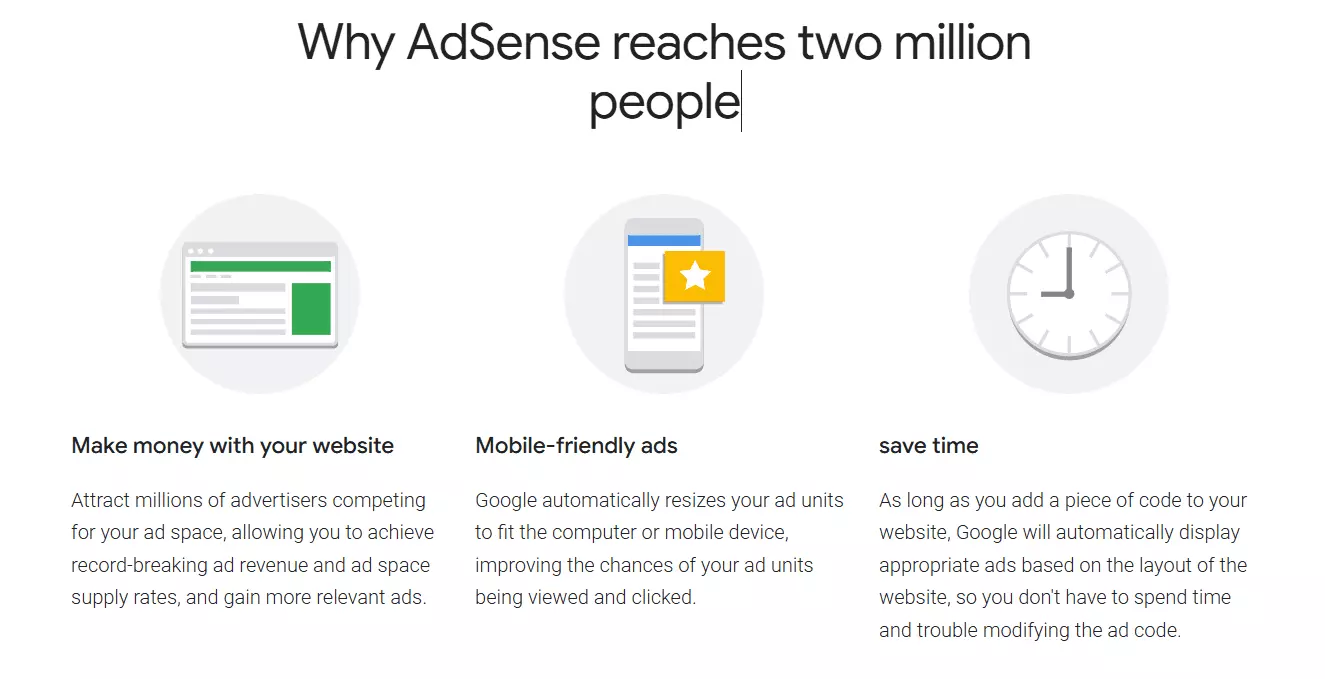 Why AdSense reaches two million
people
Make money with your website
Attract millions of advertisers competing
for your ad space, allowing you to achieve
record-breaking ad revenue and ad space
supply rates, and gain more relevant ads.
Mobile-friendly ads
Google automatically resizes your ad units
to fit the computer or mobile device,
improving the chances of your ad units
being viewed and clicked.
save time
As long as you add a piece of code to your
website, Google will automatically display
appropriate ads based on the layout of the
website, so you don't have to spend time
and trouble modifying the ad code.